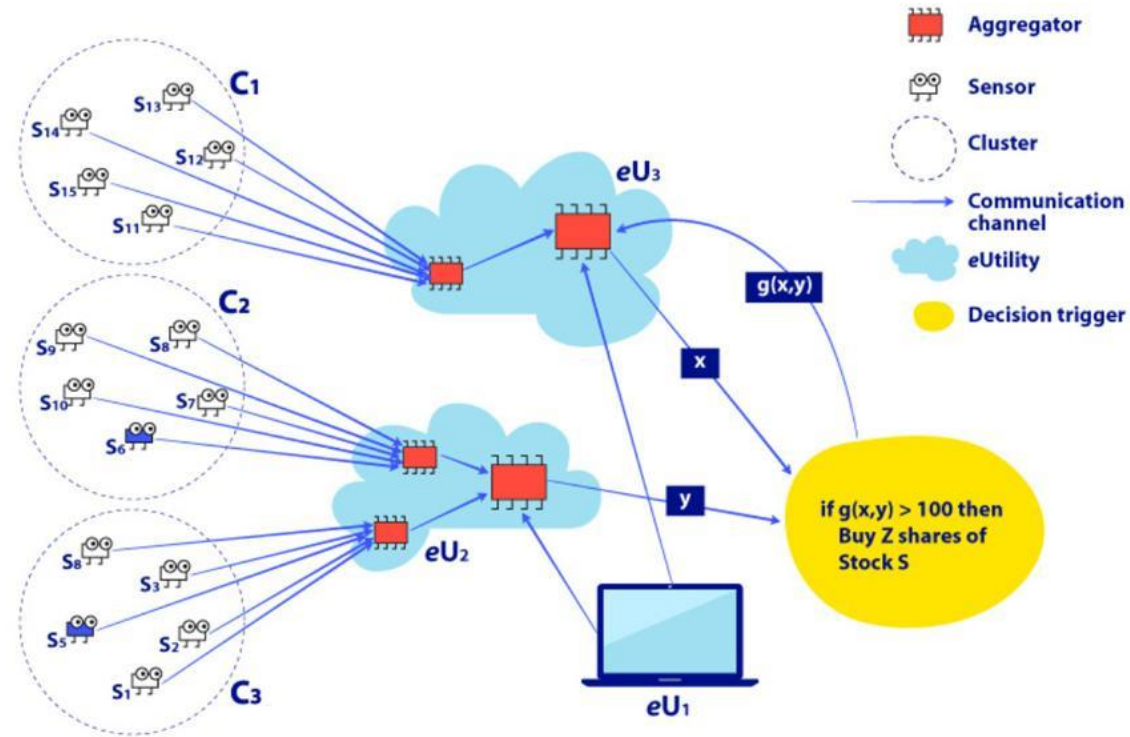 C1
S13
S14
S12
S15
S11
C2
S9
S8
S10
S7
S6
S8
S3
S5
S2
S1
C3
eU3
eU2
eU1
g(x,y)
x
y
if g(x,y) > 100 then
Buy Z shares of
Stock S
Aggregator
Sensor
Cluster
Communication
channel
eUtility
Decision trigger